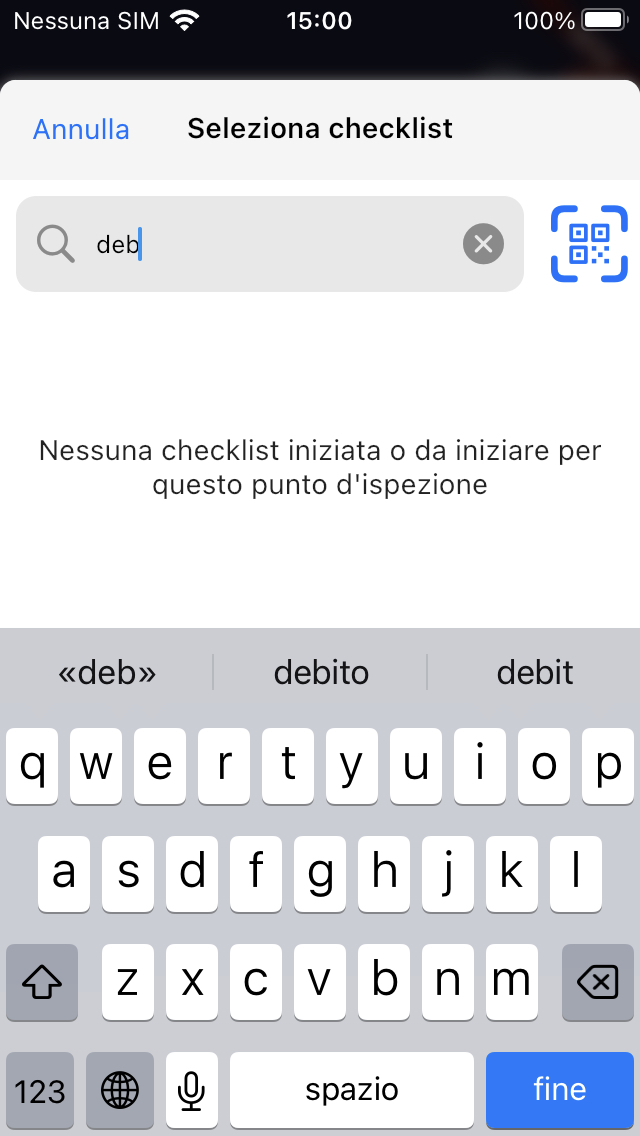 Nessuna SIM 15:00 100%
Annulla Seleziona checklist
deb
Nessuna checklist iniziata o da iniziare per
questo punto d'ispezione
«deb» debito debit
q w e r t y u i o p
a s d f g h j k l
z x c v b n m
123 spazio fine